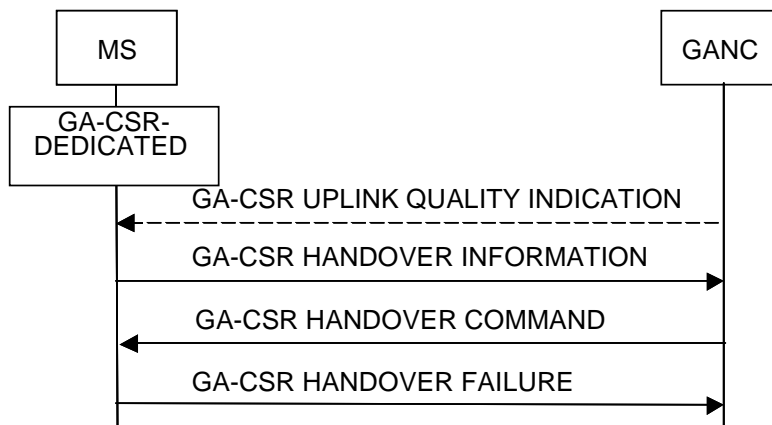 MS
GANC
GA-CSR-
DEDICATED
GA-CSR UPLINK QUALITY INDICATION
GA-CSR HANDOVER INFORMATION
GA-CSR HANDOVER COMMAND
GA-CSR HANDOVER FAILURE